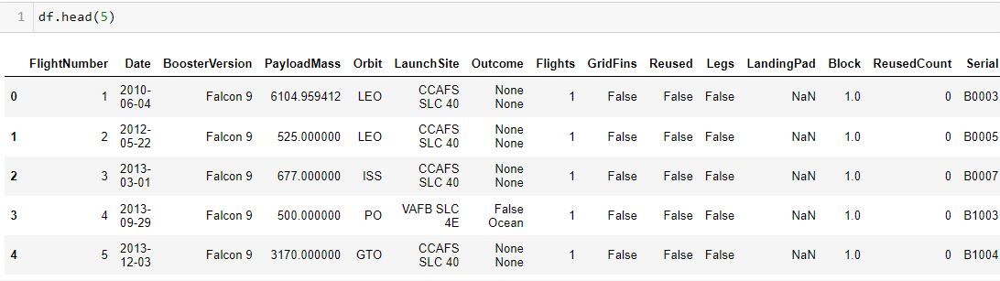 1 df.head(5)
FlightNumber Date BoosterVersion PayloadMass Orbit LaunchSite Outcome Flights GridFins Reused Legs LandingPad Block ReusedCount Serial
0 1 2010-06-04 Falcon 9 6104.959412 LEO CCAFS SLC 40 None None 1 False False False NaN 1.0 0 B0003
1 2 2012-05-22 Falcon 9 525.000000 LEO CCAFS SLC 40 None None 1 False False False NaN 1.0 0 B0005
2 3 2013-03-01 Falcon 9 677.000000 ISS CCAFS SLC 40 None None 1 False False False NaN 1.0 0 B0007
3 4 2013-09-29 Falcon 9 500.000000 PO VAFB SLC 4E False Ocean 1 False False False NaN 1.0 0 B1003
4 5 2013-12-03 Falcon 9 3170.000000 GTO CCAFS SLC 40 None None 1 False False False NaN 1.0 0 B1004